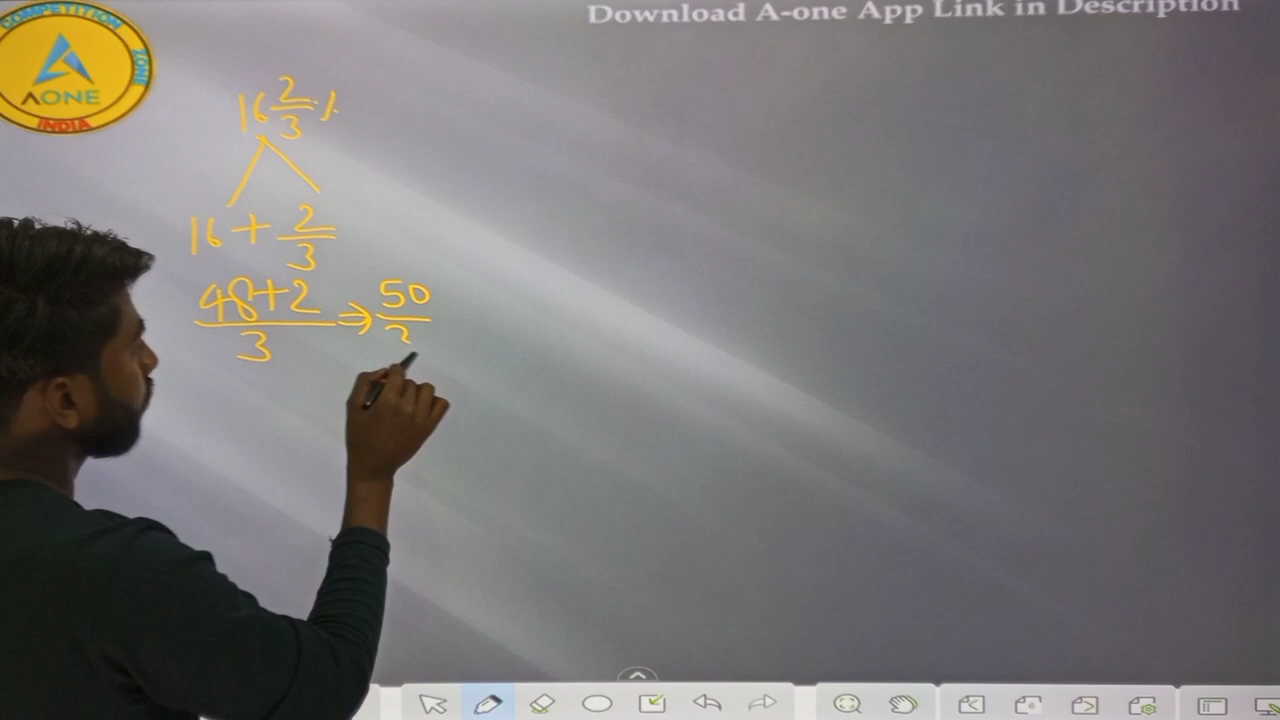 Download A-one App Link in Description
COMPETITION
ZONE
AONE
INDIA
16 2/3 %
16 + 2/3
48+2/3 ⇒ 50/3